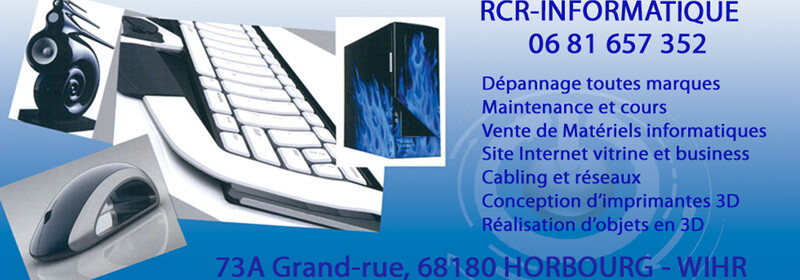 RCR-INFORMATIQUE
06 81 657 352
Dépannage toutes marques
Maintenance et cours
Vente de Matériels informatiques
Site Internet vitrine et business
Cabling et réseaux
Conception d'imprimantes 3D
Réalisation d'objets en 3D
73A Grand-rue, 68180 HORBOURG - WIHR